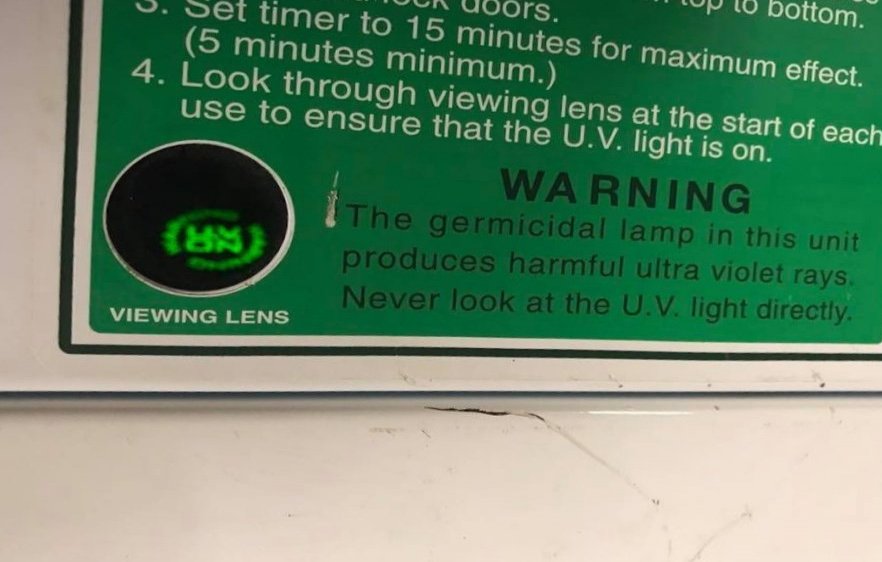 doors.
top to bottom.
3. Set timer to 15 minutes for maximum effect.
(5 minutes minimum.)
4. Look through viewing lens at the start of each
use to ensure that the U.V. light is on.
WARNING
The germicidal lamp in this unit
produces harmful ultra violet rays.
Never look at the U.V. light directly.
VIEWING LENS